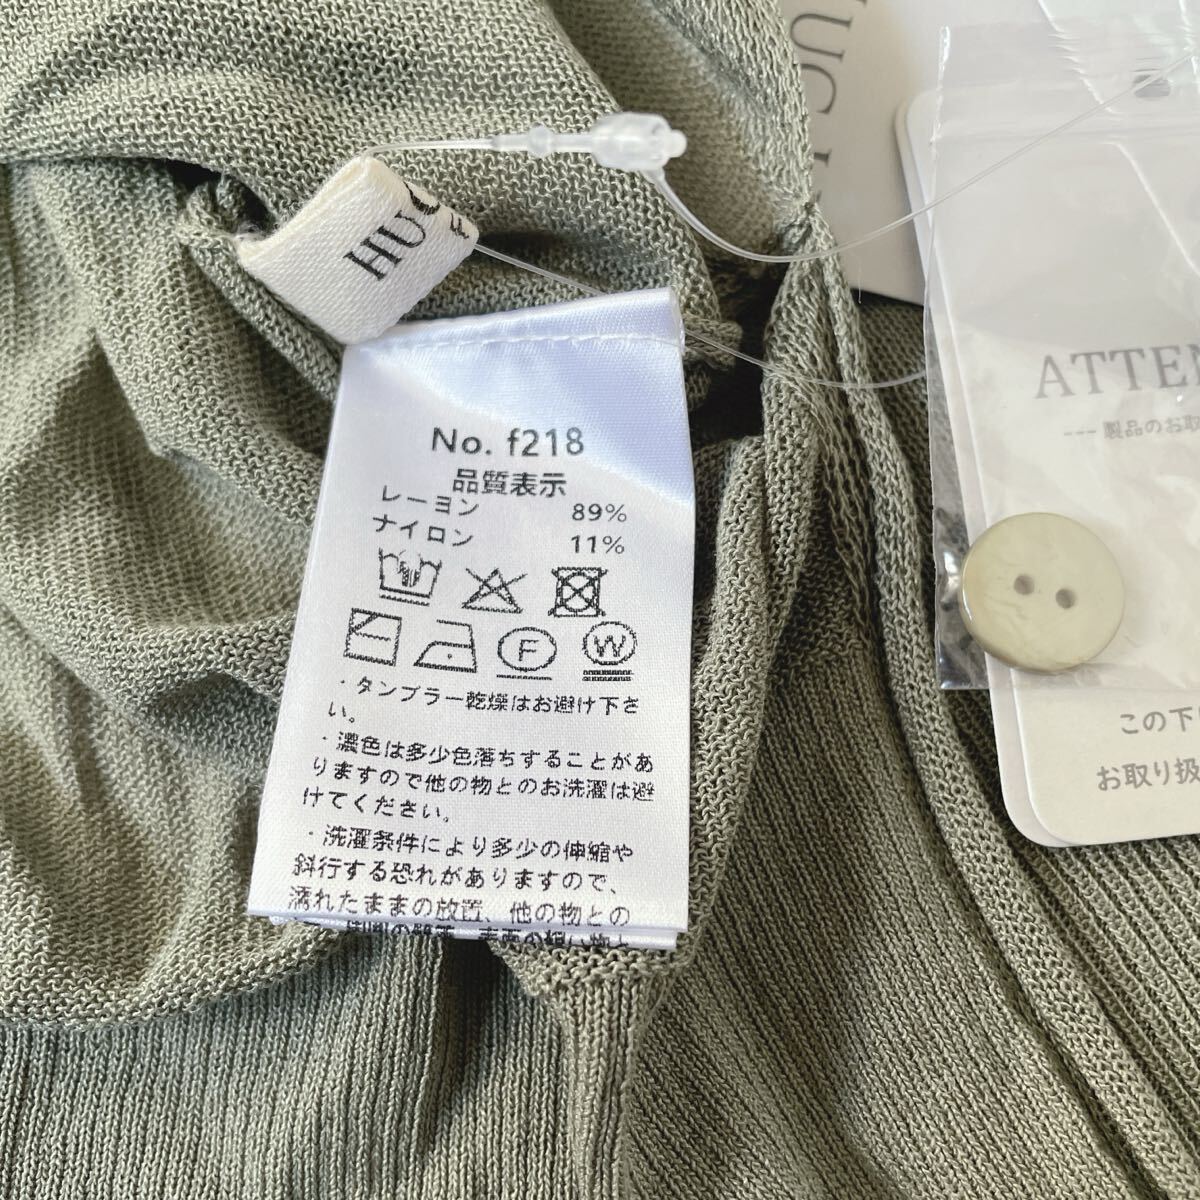 HU
No. f218
品質表示
レーヨン 89%
ナイロン 11%
F
W
・タンブラー乾燥はお避け下さ
い。
・濃色は多少色落ちすることがあ
りますので他の物とのお洗濯は避
けてください。
・洗濯条件により多少の伸縮や
斜行する恐れがありますので、
濡れたままの放置、他の物との
ATTEN
--- 製品のお取
この下
お取り扱